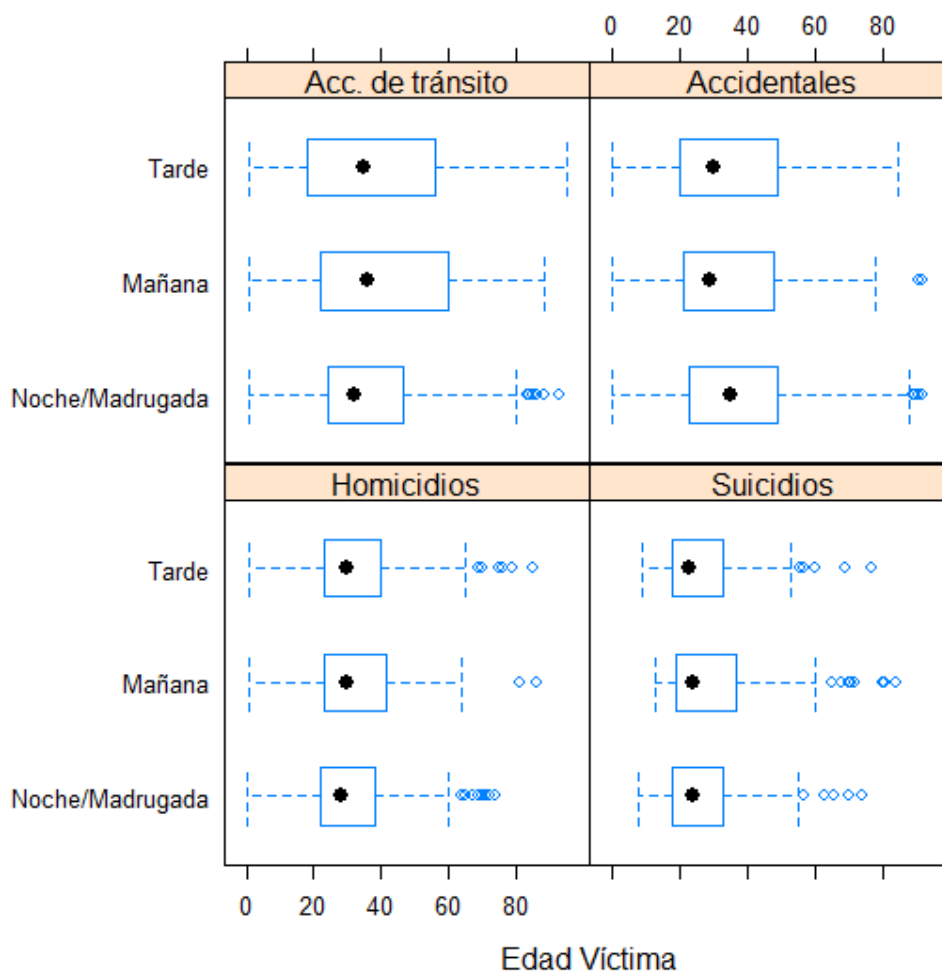 0 20 40 60 80
Acc. de tránsito
Accidentales
Tarde
Mañana
Noche/Madrugada
Homicidios
Suicidios
Tarde
Mañana
Noche/Madrugada
0 20 40 60 80
Edad Víctima